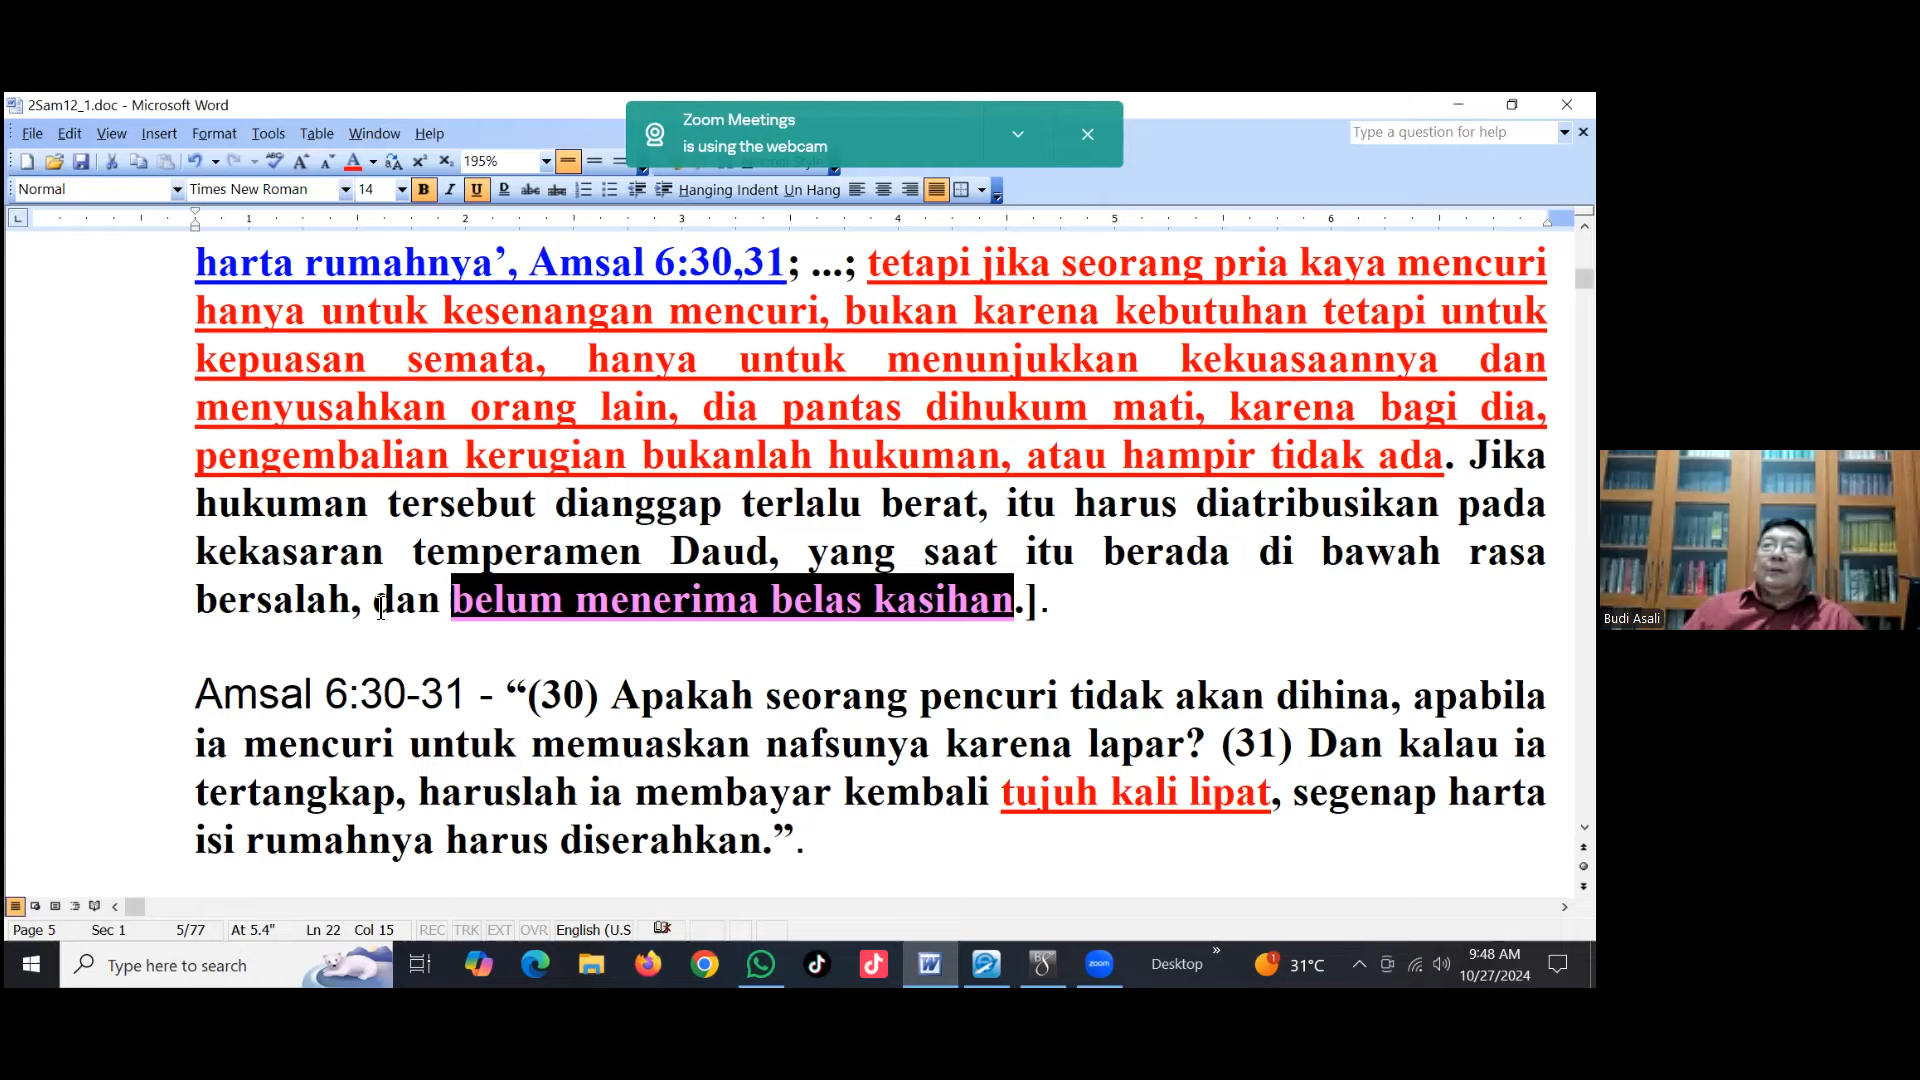 2Sam12_1.doc - Microsoft Word
Zoom Meetings
is using the webcam
File Edit View Insert Format Tools Table Window Help
Type a question for help
195%
Normal Times New Roman 14 B I U Hanging Indent Un Hang
1 2 3 4 5 6
harta rumahnya’, Amsal 6:30,31; ...; tetapi jika seorang pria kaya mencuri
hanya untuk kesenangan mencuri, bukan karena kebutuhan tetapi untuk
kepuasan semata, hanya untuk menunjukkan kekuasaannya dan
menyusahkan orang lain, dia pantas dihukum mati, karena bagi dia,
pengembalian kerugian bukanlah hukuman, atau hampir tidak ada. Jika
hukuman tersebut dianggap terlalu berat, itu harus diatribusikan pada
kekasaran temperamen Daud, yang saat itu berada di bawah rasa
bersalah, dan belum menerima belas kasihan.].
Amsal 6:30-31 - “(30) Apakah seorang pencuri tidak akan dihina, apabila
ia mencuri untuk memuaskan nafsunya karena lapar? (31) Dan kalau ia
tertangkap, haruslah ia membayar kembali tujuh kali lipat, segenap harta
isi rumahnya harus diserahkan.”.
Budi Asali
Page 5 Sec 1 5/77 At 5.4" Ln 22 Col 15 REC TRK EXT OVR English (U.S
Type here to search
zoom
Desktop
31°C
9:48 AM
10/27/2024